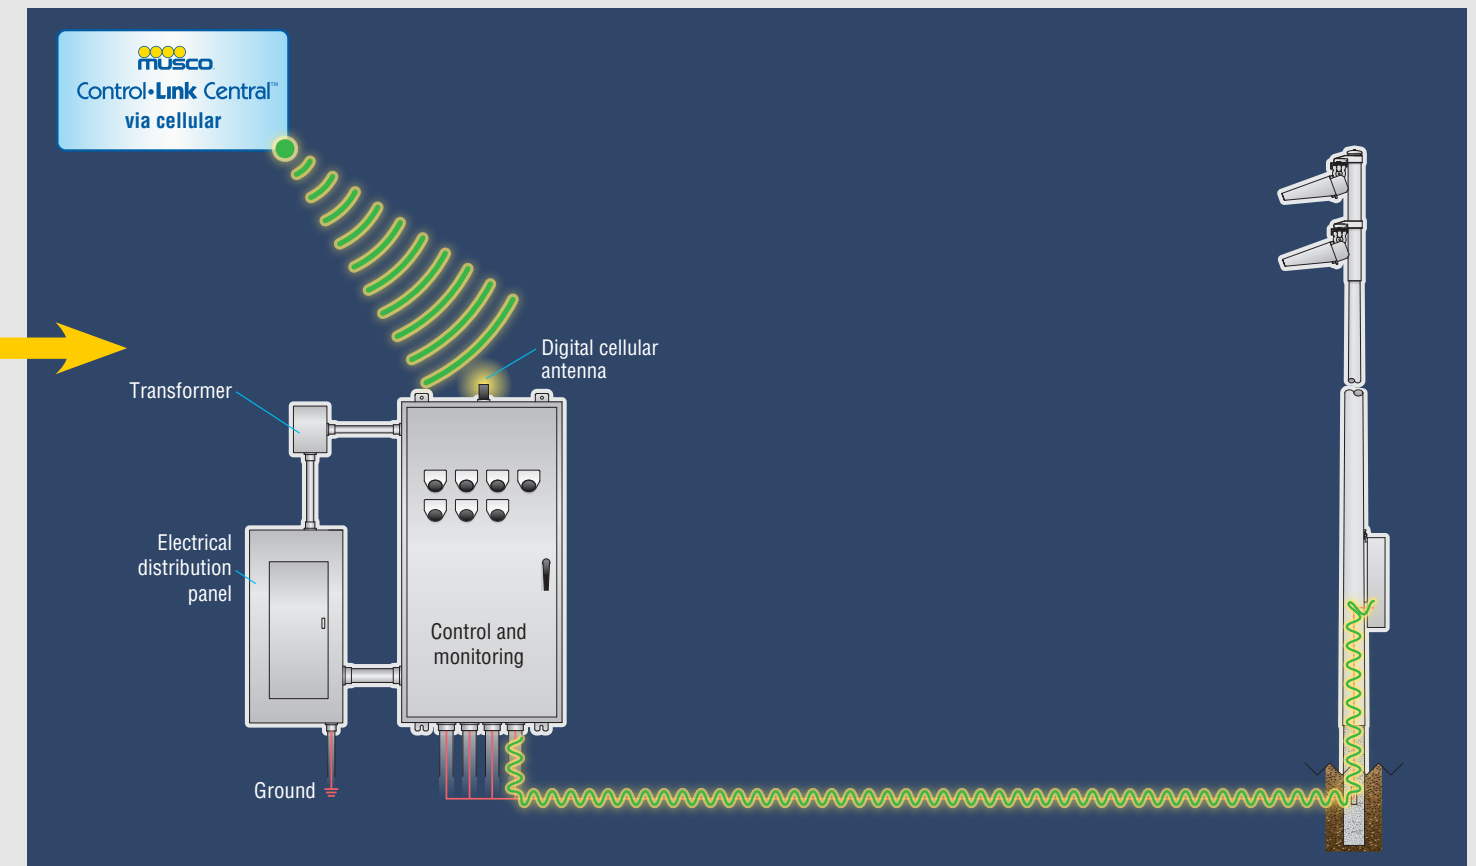 musco
Control•Link Central™
via cellular
Digital cellular
antenna
Transformer
Electrical
distribution
panel
Control and
monitoring
Ground